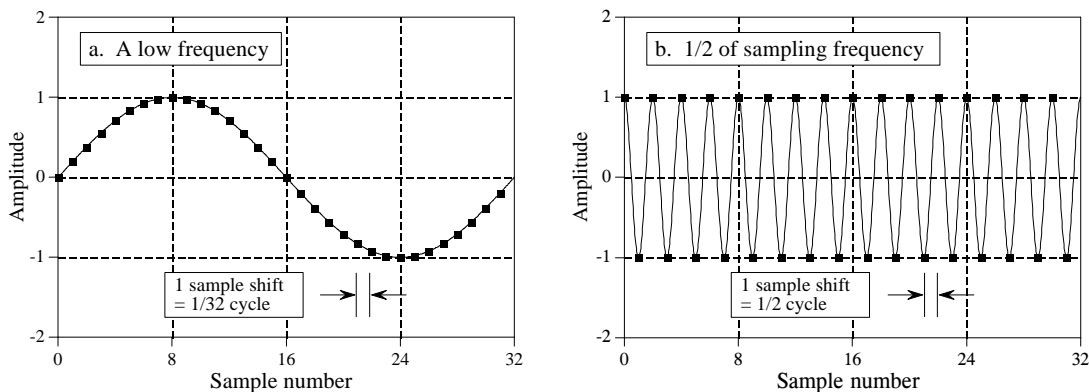 a. A low frequency
Amplitude
2
1
0
-1
-2
1 sample shift
= 1/32 cycle
0 8 16 24 32
Sample number
b. 1/2 of sampling frequency
Amplitude
2
1
0
-1
-2
1 sample shift
= 1/2 cycle
0 8 16 24 32
Sample number